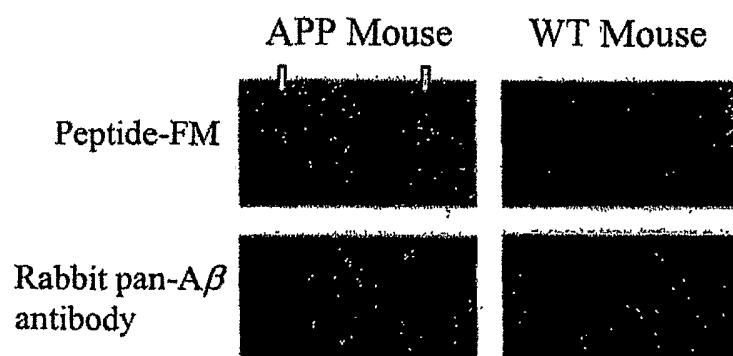 APP Mouse WT Mouse
Peptide-FM
Rabbit pan-Aβ
antibody